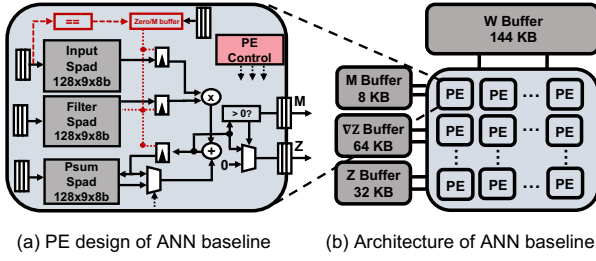 ==
Zero/M buffer
Input
Spad
128x9x8b
PE
Control
Filter
Spad
128x9x8b
x
> 0?
M
Psum
Spad
128x9x8b
+
0
Z
(a) PE design of ANN baseline
W Buffer
144 KB
M Buffer
8 KB
PE PE ... PE
∇Z Buffer
64 KB
PE PE ... PE
Z Buffer
32 KB
PE PE ... PE
(b) Architecture of ANN baseline